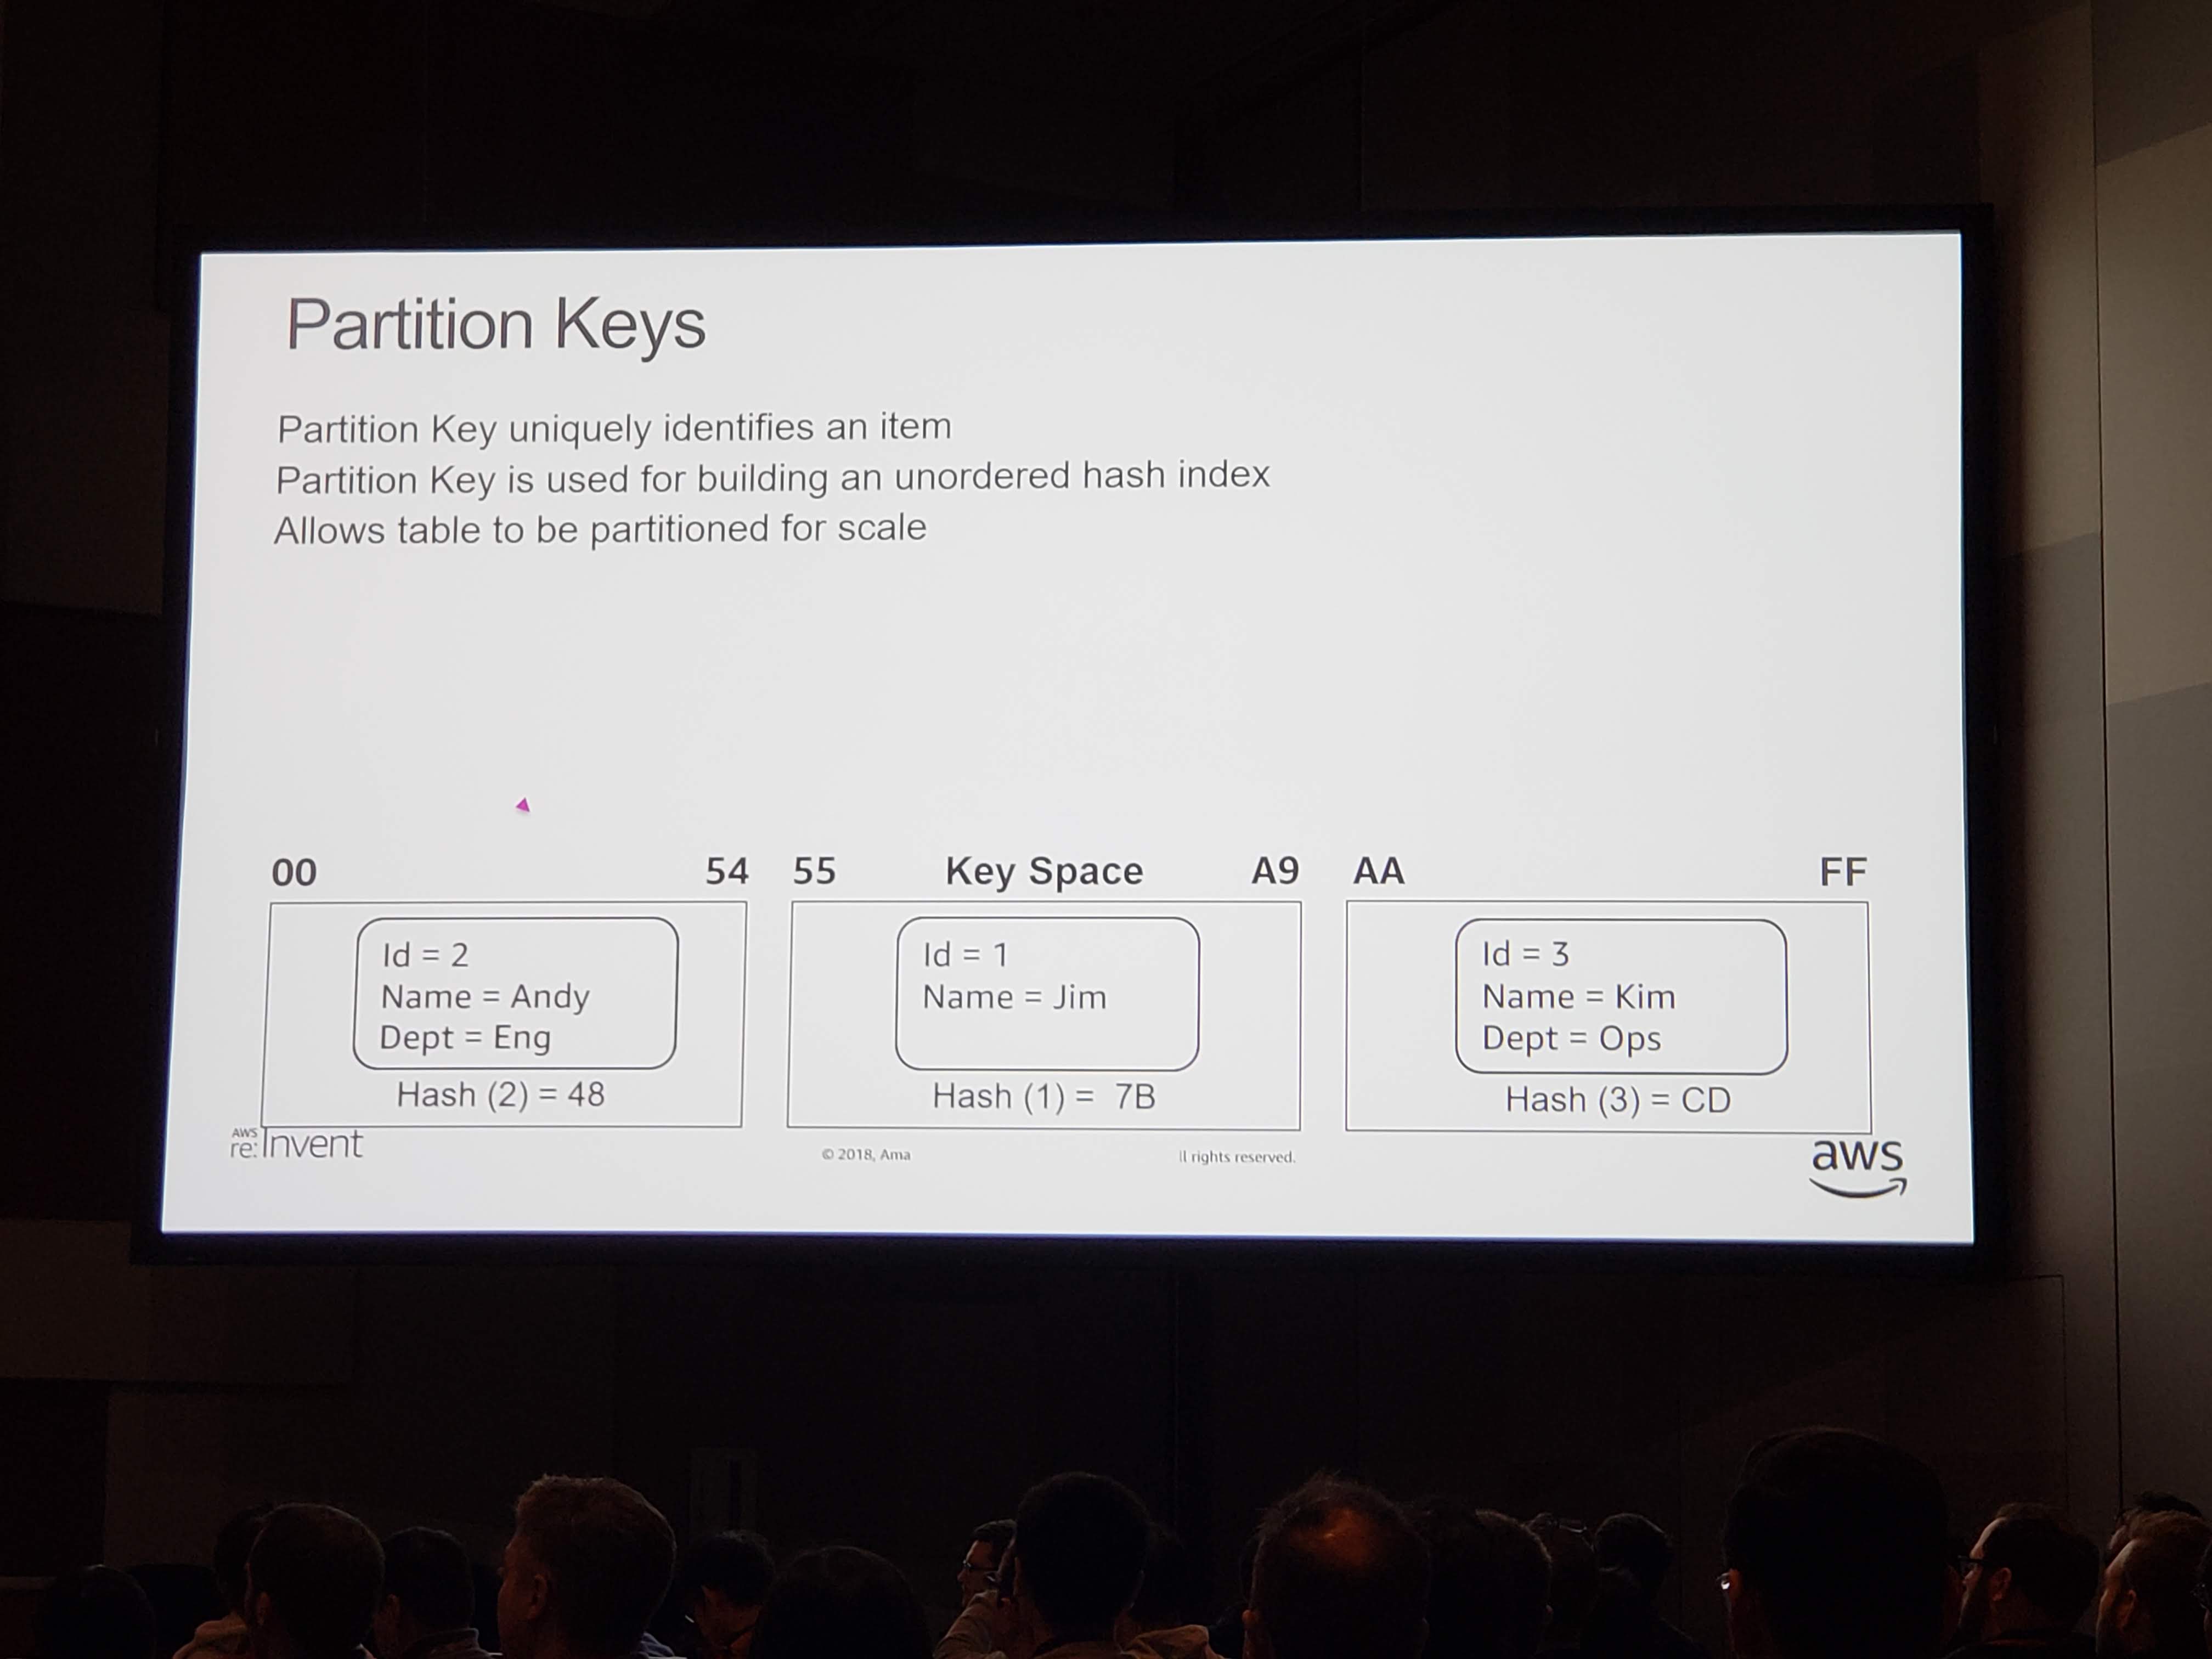 Partition Keys
Partition Key uniquely identifies an item
Partition Key is used for building an unordered hash index
Allows table to be partitioned for scale
00 54 55 Key Space A9 AA FF
Id = 2
Name = Andy
Dept = Eng
Hash (2) = 48
Id = 1
Name = Jim
Hash (1) = 7B
Id = 3
Name = Kim
Dept = Ops
Hash (3) = CD
AWS
re:Invent
© 2018, Ama ll rights reserved.
aws